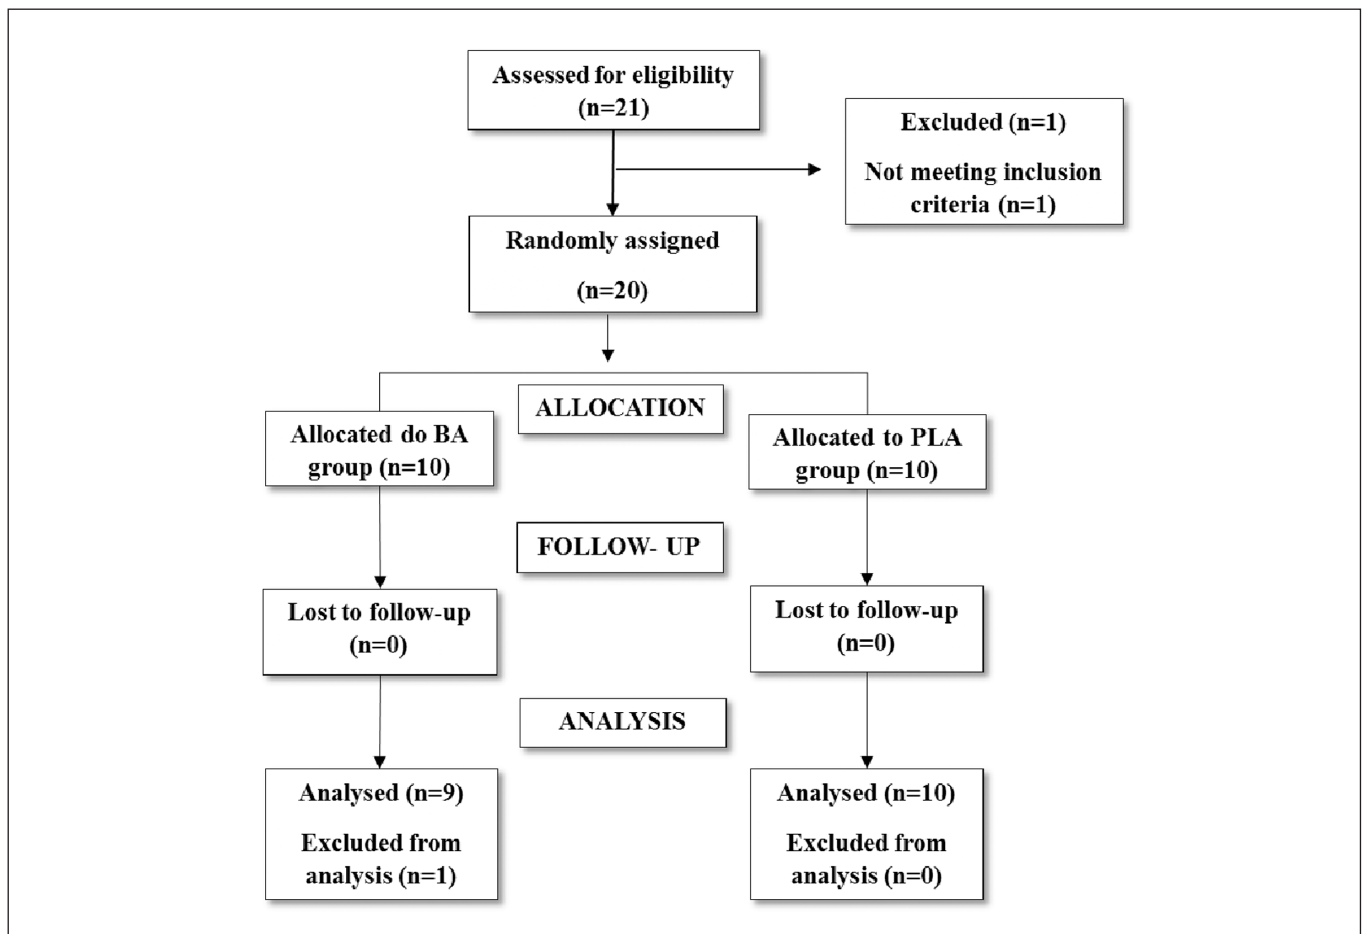 Assessed for eligibility
(n=21)
Excluded (n=1)
Not meeting inclusion
criteria (n=1)
Randomly assigned
(n=20)
ALLOCATION
Allocated do BA
group (n=10)
Allocated to PLA
group (n=10)
FOLLOW- UP
Lost to follow-up
(n=0)
Lost to follow-up
(n=0)
ANALYSIS
Analysed (n=9)
Excluded from
analysis (n=1)
Analysed (n=10)
Excluded from
analysis (n=0)